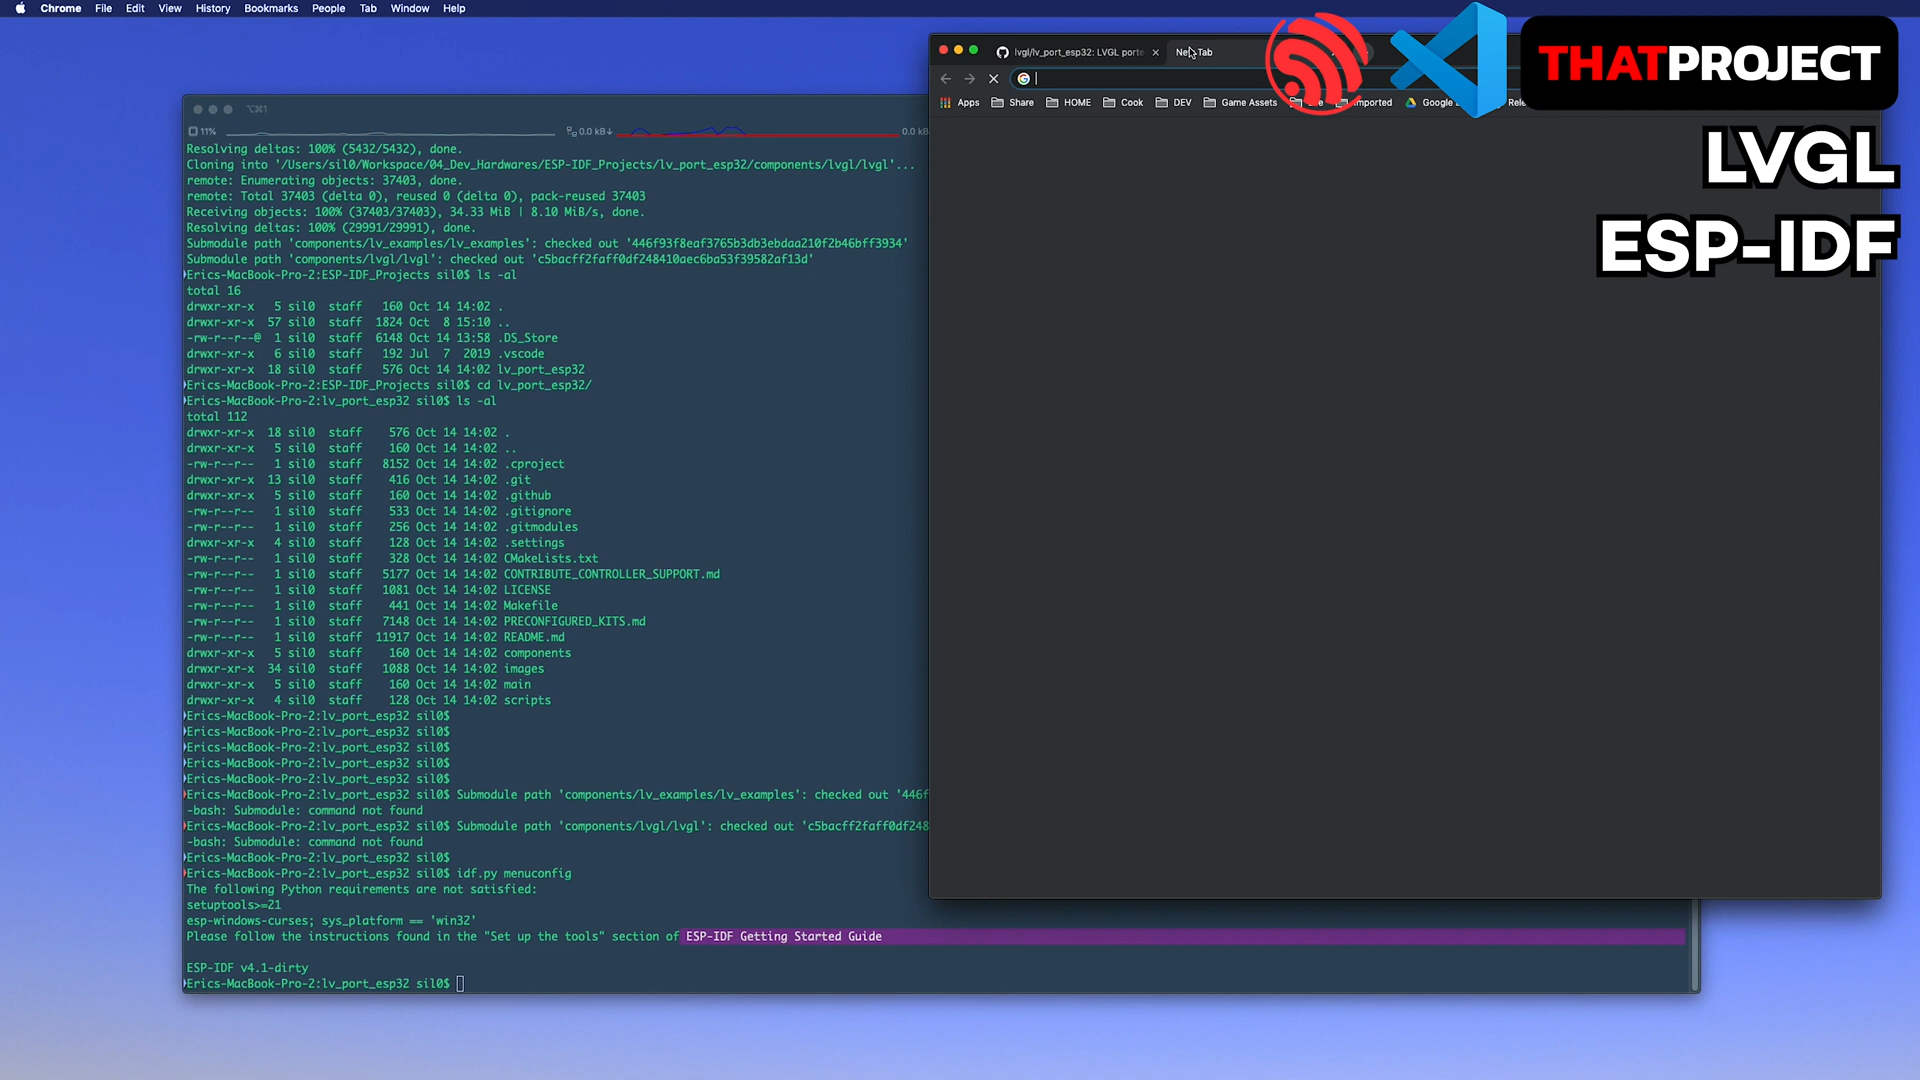 Chrome File Edit View History Bookmarks People Tab Window Help
lvgl/lv_port_esp32: LVGL porte
New Tab
THATPROJECT
LVGL
ESP-IDF
Apps Share HOME Cook DEV Game Assets Imported Google
⌥⌘1
11% 0.0 kB↓ 0.0 kB
Resolving deltas: 100% (5432/5432), done.
Cloning into '/Users/sil0/Workspace/04_Dev_Hardwares/ESP-IDF_Projects/lv_port_esp32/components/lvgl/lvgl'...
remote: Enumerating objects: 37403, done.
remote: Total 37403 (delta 0), reused 0 (delta 0), pack-reused 37403
Receiving objects: 100% (37403/37403), 34.33 MiB | 8.10 MiB/s, done.
Resolving deltas: 100% (29991/29991), done.
Submodule path 'components/lv_examples/lv_examples': checked out '446f93f8eaf3765b3db3ebdaa210f2b46bff3934'
Submodule path 'components/lvgl/lvgl': checked out 'c5bacff2faff0df248410aec6ba53f39582af13d'
Erics-MacBook-Pro-2:ESP-IDF_Projects sil0$ ls -al
total 16
drwxr-xr-x 5 sil0 staff 160 Oct 14 14:02 .
drwxr-xr-x 57 sil0 staff 1824 Oct 8 15:10 ..
-rw-r--r--@ 1 sil0 staff 6148 Oct 14 13:58 .DS_Store
drwxr-xr-x 6 sil0 staff 192 Jul 7 2019 .vscode
drwxr-xr-x 18 sil0 staff 576 Oct 14 14:02 lv_port_esp32
Erics-MacBook-Pro-2:ESP-IDF_Projects sil0$ cd lv_port_esp32/
Erics-MacBook-Pro-2:lv_port_esp32 sil0$ ls -al
total 112
drwxr-xr-x 18 sil0 staff 576 Oct 14 14:02 .
drwxr-xr-x 5 sil0 staff 160 Oct 14 14:02 ..
-rw-r--r-- 1 sil0 staff 8152 Oct 14 14:02 .cproject
drwxr-xr-x 13 sil0 staff 416 Oct 14 14:02 .git
drwxr-xr-x 5 sil0 staff 160 Oct 14 14:02 .github
-rw-r--r-- 1 sil0 staff 533 Oct 14 14:02 .gitignore
-rw-r--r-- 1 sil0 staff 256 Oct 14 14:02 .gitmodules
drwxr-xr-x 4 sil0 staff 128 Oct 14 14:02 .settings
-rw-r--r-- 1 sil0 staff 328 Oct 14 14:02 CMakeLists.txt
-rw-r--r-- 1 sil0 staff 5177 Oct 14 14:02 CONTRIBUTE_CONTROLLER_SUPPORT.md
-rw-r--r-- 1 sil0 staff 1081 Oct 14 14:02 LICENSE
-rw-r--r-- 1 sil0 staff 441 Oct 14 14:02 Makefile
-rw-r--r-- 1 sil0 staff 7148 Oct 14 14:02 PRECONFIGURED_KITS.md
-rw-r--r-- 1 sil0 staff 11917 Oct 14 14:02 README.md
drwxr-xr-x 5 sil0 staff 160 Oct 14 14:02 components
drwxr-xr-x 34 sil0 staff 1088 Oct 14 14:02 images
drwxr-xr-x 5 sil0 staff 160 Oct 14 14:02 main
drwxr-xr-x 4 sil0 staff 128 Oct 14 14:02 scripts
Erics-MacBook-Pro-2:lv_port_esp32 sil0$
Erics-MacBook-Pro-2:lv_port_esp32 sil0$
Erics-MacBook-Pro-2:lv_port_esp32 sil0$
Erics-MacBook-Pro-2:lv_port_esp32 sil0$
Erics-MacBook-Pro-2:lv_port_esp32 sil0$
Erics-MacBook-Pro-2:lv_port_esp32 sil0$ Submodule path 'components/lv_examples/lv_examples': checked out '446f
-bash: Submodule: command not found
Erics-MacBook-Pro-2:lv_port_esp32 sil0$ Submodule path 'components/lvgl/lvgl': checked out 'c5bacff2faff0df248
-bash: Submodule: command not found
Erics-MacBook-Pro-2:lv_port_esp32 sil0$
Erics-MacBook-Pro-2:lv_port_esp32 sil0$ idf.py menuconfig
The following Python requirements are not satisfied:
setuptools>=21
esp-windows-curses; sys_platform == 'win32'
Please follow the instructions found in the "Set up the tools" section of ESP-IDF Getting Started Guide
ESP-IDF v4.1-dirty
Erics-MacBook-Pro-2:lv_port_esp32 sil0$